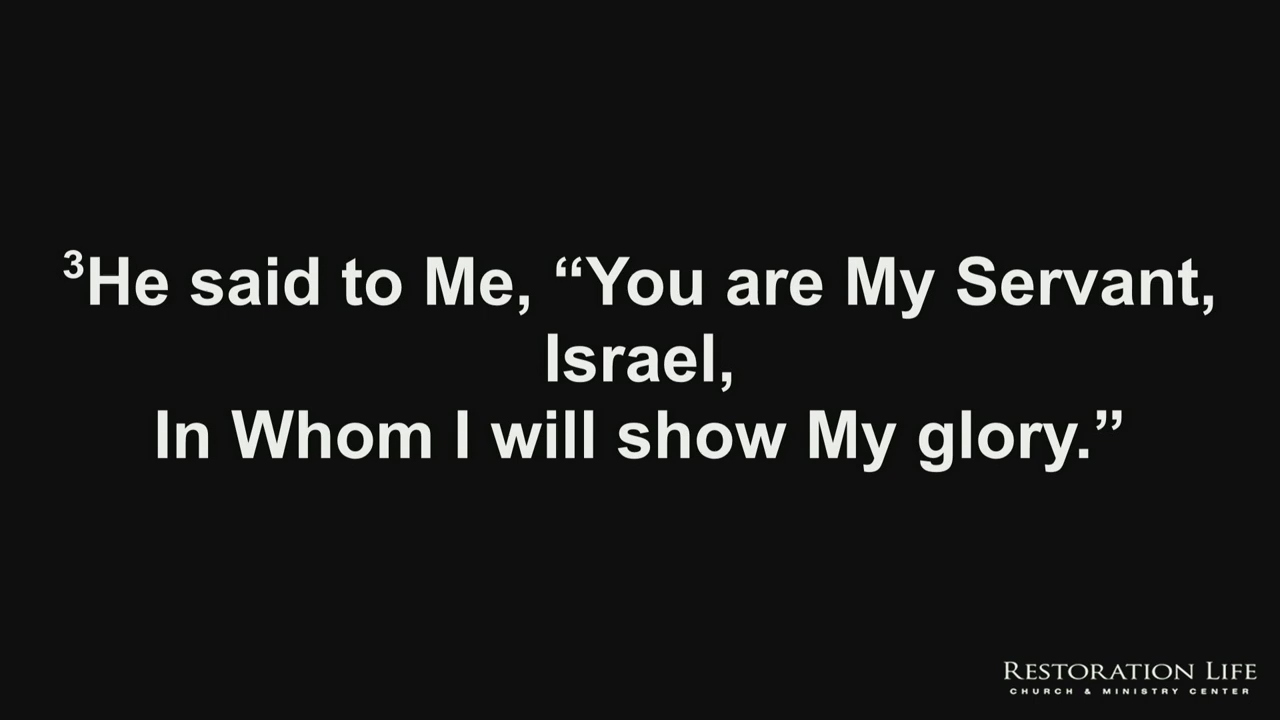 ³He said to Me, “You are My Servant,
Israel,
In Whom I will show My glory.”
RESTORATION LIFE
CHURCH & MINISTRY CENTER